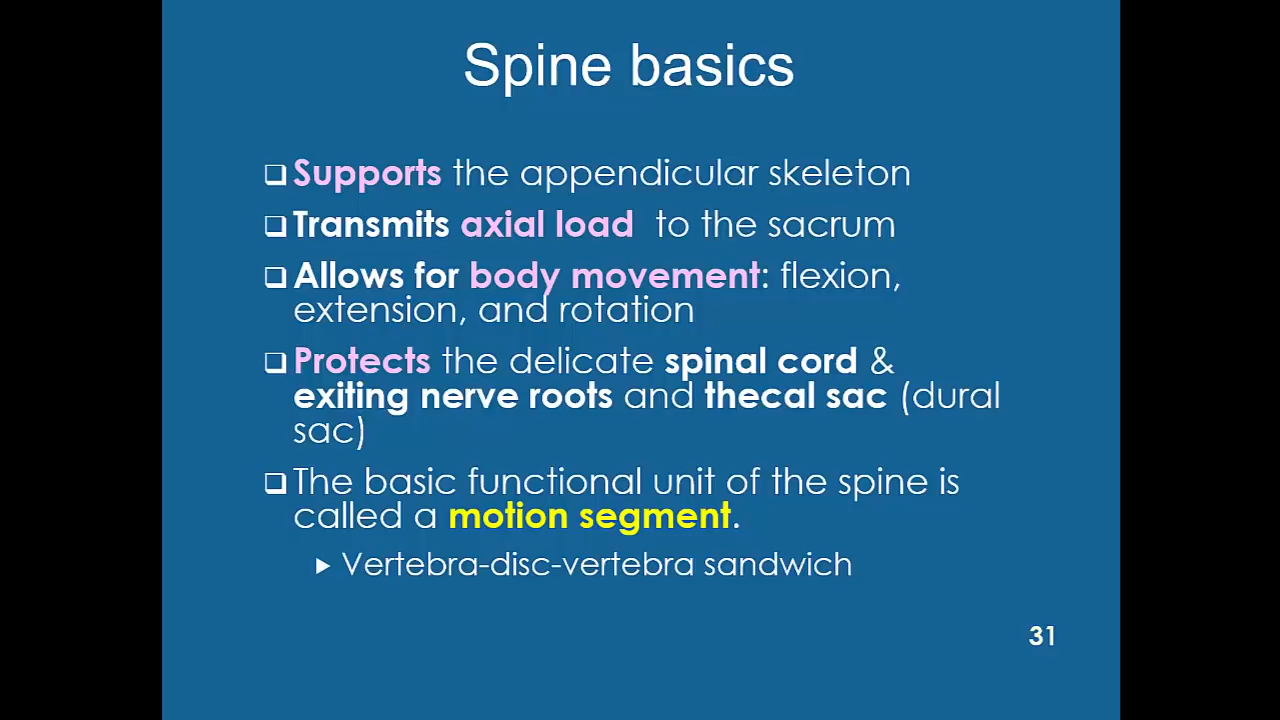 Spine basics
Supports the appendicular skeleton
Transmits axial load to the sacrum
Allows for body movement: flexion,
extension, and rotation
Protects the delicate spinal cord &
exiting nerve roots and thecal sac (dural
sac)
The basic functional unit of the spine is
called a motion segment.
Vertebra-disc-vertebra sandwich
31